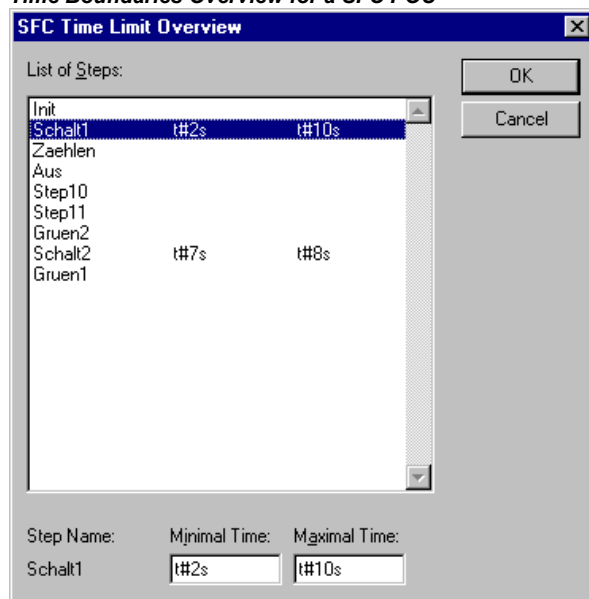 Time Boundaries Overview for a SFC POU
SFC Time Limit Overview
List of Steps:
OK
Cancel
Init
Schalt1 t#2s t#10s
Zaehlen
Aus
Step10
Step11
Gruen2
Schalt2 t#7s t#8s
Gruen1
Step Name: Minimal Time: Maximal Time:
Schalt1 t#2s t#10s